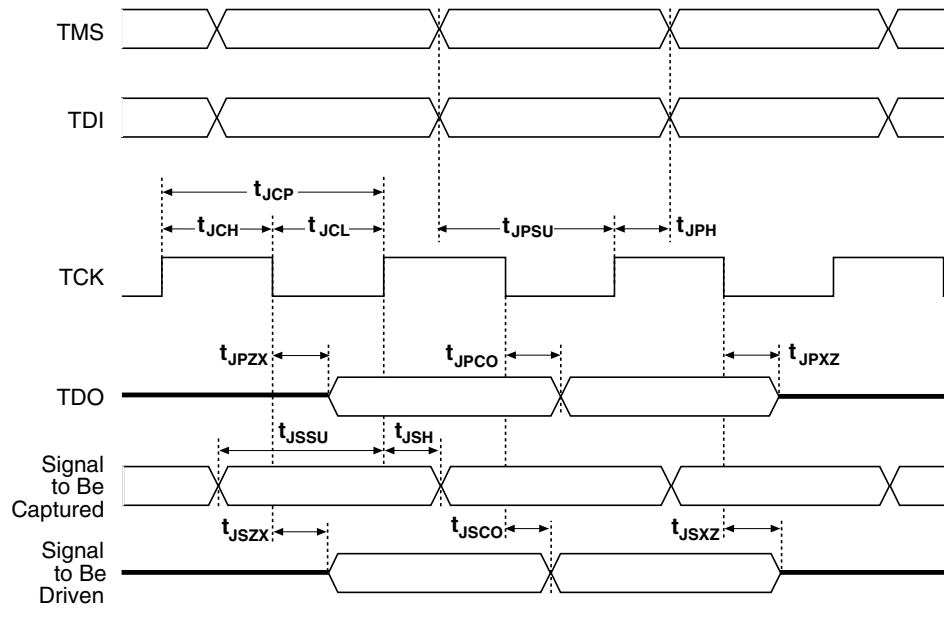 TMS
TDI
tJCP
tJCH
tJCL
tJPSU
tJPH
TCK
tJPZX
tJPCO
tJPXZ
TDO
tJSSU
tJSH
Signal
to Be
Captured
tJSZX
tJSCO
tJSXZ
Signal
to Be
Driven